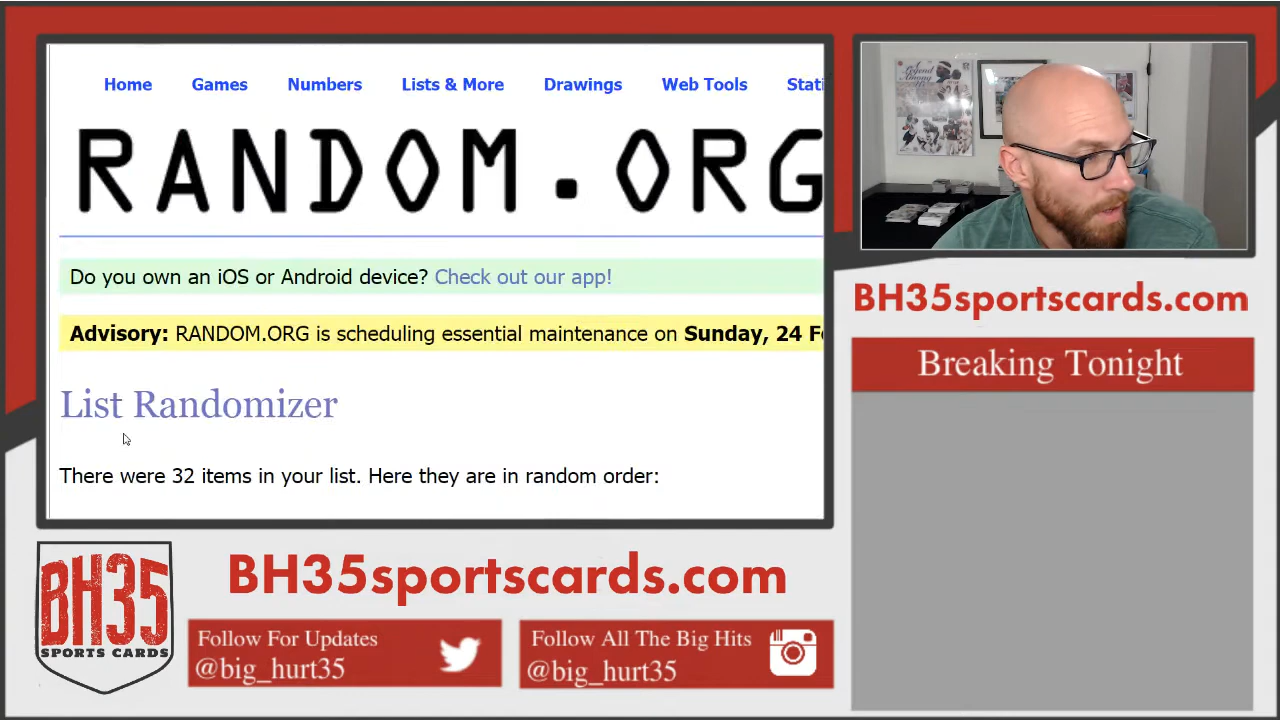 Home Games Numbers Lists & More Drawings Web Tools Stati
RANDOM.ORG
Do you own an iOS or Android device? Check out our app!
Advisory: RANDOM.ORG is scheduling essential maintenance on Sunday, 24 Fe
List Randomizer
There were 32 items in your list. Here they are in random order:
BH35sportscards.com
Breaking Tonight
BH35
SPORTS CARDS
BH35sportscards.com
Follow For Updates
@big_hurt35
Follow All The Big Hits
@big_hurt35